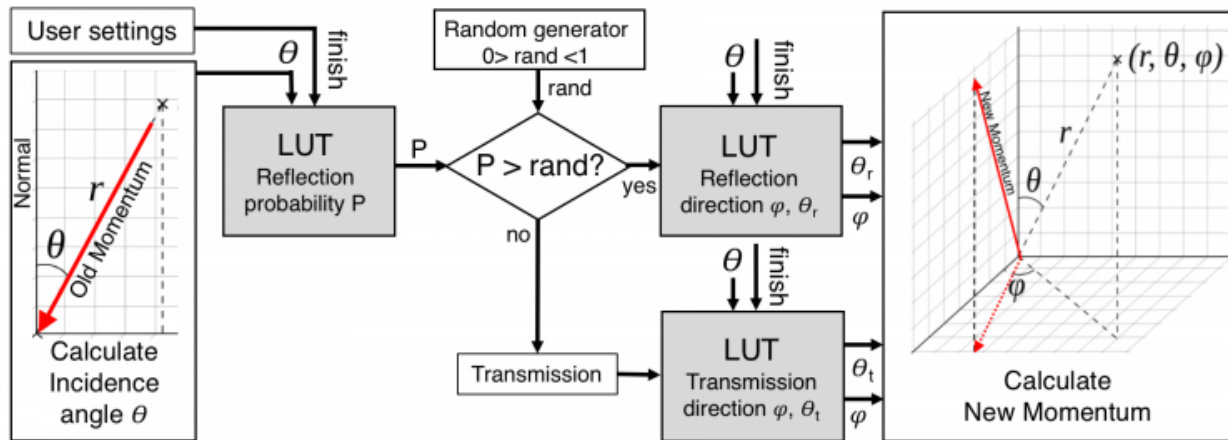 User settings
Normal
r
θ
Old Momentum
Calculate
Incidence
angle θ
θ
finish
LUT
Reflection
probability P
P
Random generator
0> rand <1
rand
P > rand?
yes
no
Transmission
θ
finish
LUT
Reflection
direction φ, θr
θr
φ
θ
finish
LUT
Transmission
direction φ, θt
θt
φ
(r, θ, φ)
New Momentum
r
θ
φ
Calculate
New Momentum